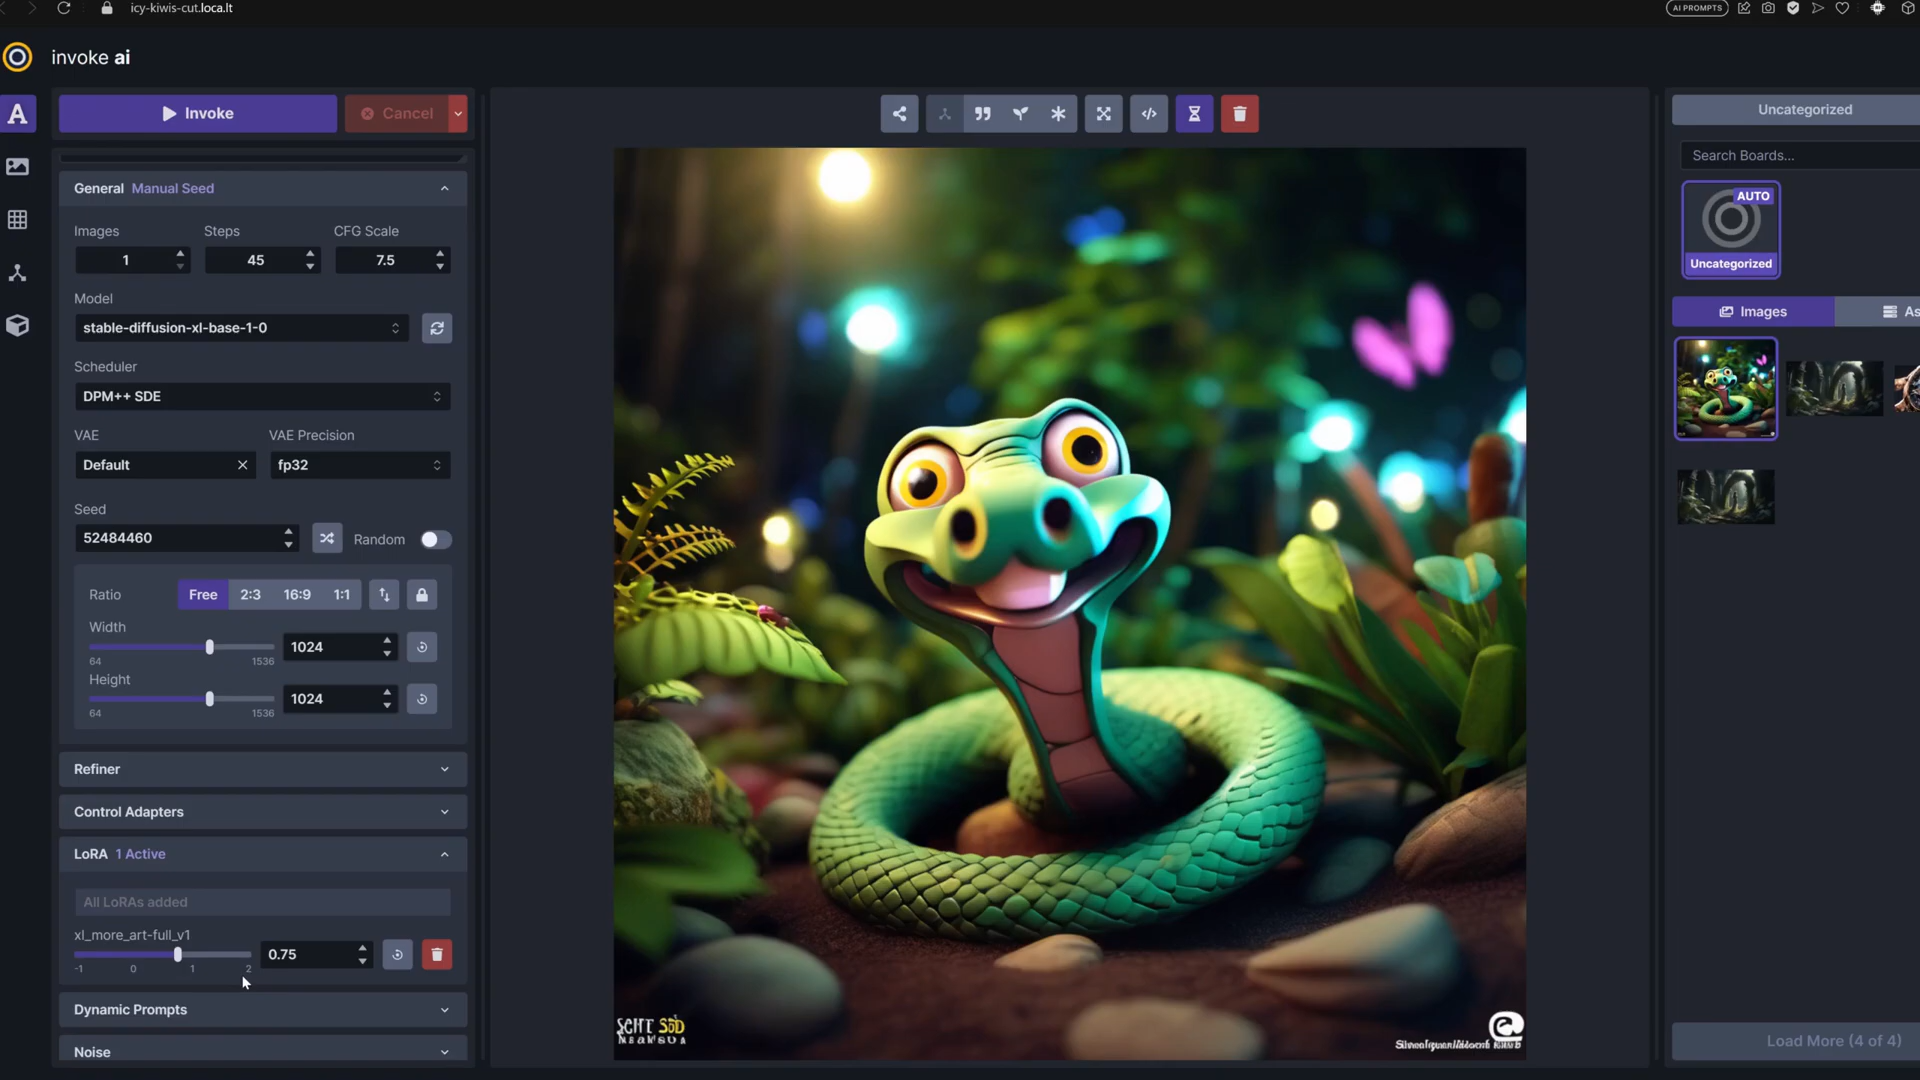 icy-kiwis-cut.loca.lt
AI PROMPTS
invoke ai
Invoke
Cancel
Uncategorized
Search Boards...
AUTO
Uncategorized
Images
As
Load More (4 of 4)
General Manual Seed
Images Steps CFG Scale
1 45 7.5
Model
stable-diffusion-xl-base-1-0
Scheduler
DPM++ SDE
VAE VAE Precision
Default fp32
Seed
52484460 Random
Ratio Free 2:3 16:9 1:1
Width
1024
64 1536
Height
1024
64 1536
Refiner
Control Adapters
LoRA 1 Active
All LoRAs added
xl_more_art-full_v1
0.75
-1 0 1 2
Dynamic Prompts
Noise